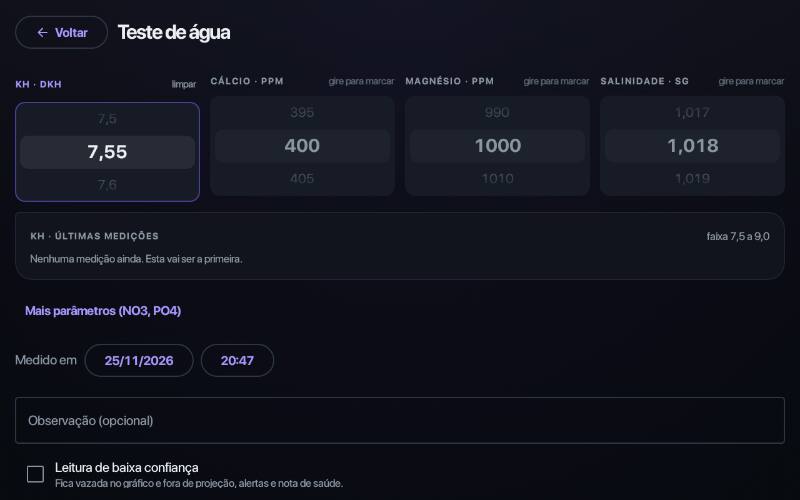 ← Voltar Teste de água
KH · DKH limpar CÁLCIO · PPM gire para marcar MAGNÉSIO · PPM gire para marcar SALINIDADE · SG gire para marcar
7,5 395 990 1,017
7,55 400 1000 1,018
7,6 405 1010 1,019
KH · ÚLTIMAS MEDIÇÕES faixa 7,5 a 9,0
Nenhuma medição ainda. Esta vai ser a primeira.
Mais parâmetros (NO3, PO4)
Medido em 25/11/2026 20:47
Observação (opcional)
Leitura de baixa confiança
Fica vazada no gráfico e fora de projeção, alertas e nota de saúde.